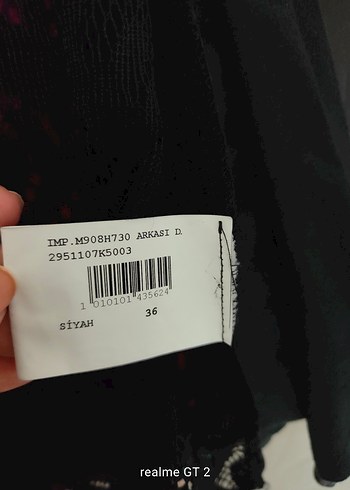 IMP.M908H730 ARKASI D.
2951107K5003
1 010101 435624
36
SİYAH
realme GT 2